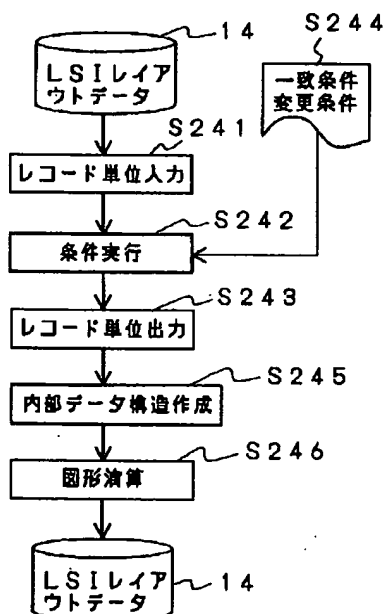 14
S244
LSIレイア
ウトデータ
一致条件
変更条件
S241
レコード単位入力
S242
条件実行
S243
レコード単位出力
S245
内部データ構造作成
S246
図形演算
LSIレイア
ウトデータ
14